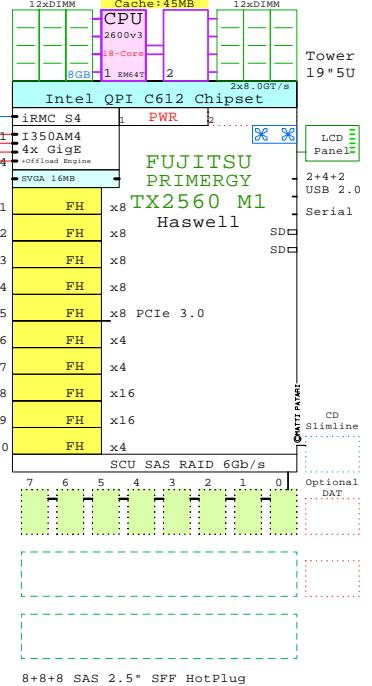 12xDIMM Cache:45MB 12xDIMM
CPU
2600v3
18-Core
8GB 1 EM64T 2
Tower
19"5U
2x8.0GT/s
Intel QPI C612 Chipset
iRMC S4 1 PWR 2
1 I350AM4
4x GigE
4 +Offload Engine
LCD
Panel
SVGA 16MB
FUJITSU
PRIMERGY
TX2560 M1
Haswell
2+4+2
USB 2.0
Serial
SD
SD
1 FH x8
2 FH x8
3 FH x8
4 FH x8
5 FH x8 PCIe 3.0
6 FH x4
7 FH x4
8 FH x16
9 FH x16
0 FH x4
©MATTI PATARI
CD
Slimline
SCU SAS RAID 6Gb/s
7 6 5 4 3 2 1 0
Optional
DAT
8+8+8 SAS 2.5" SFF HotPlug